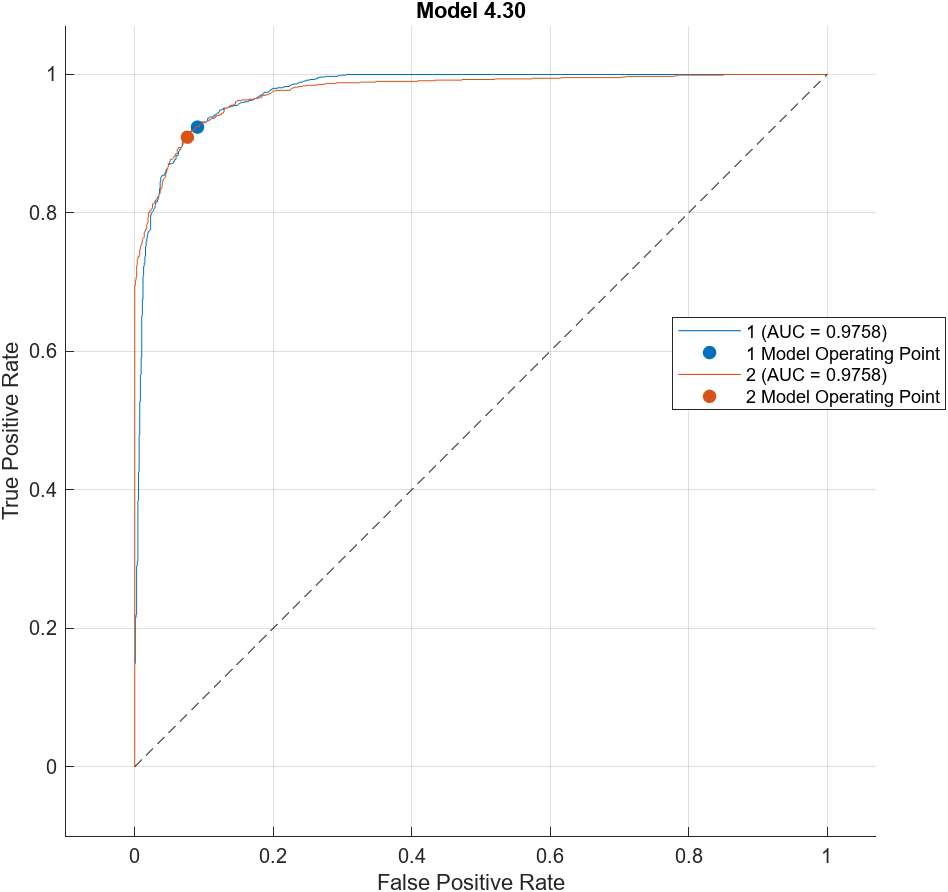 Model 4.30
True Positive Rate
1
0.8
0.6
0.4
0.2
0
1 (AUC = 0.9758)
1 Model Operating Point
2 (AUC = 0.9758)
2 Model Operating Point
0 0.2 0.4 0.6 0.8 1
False Positive Rate